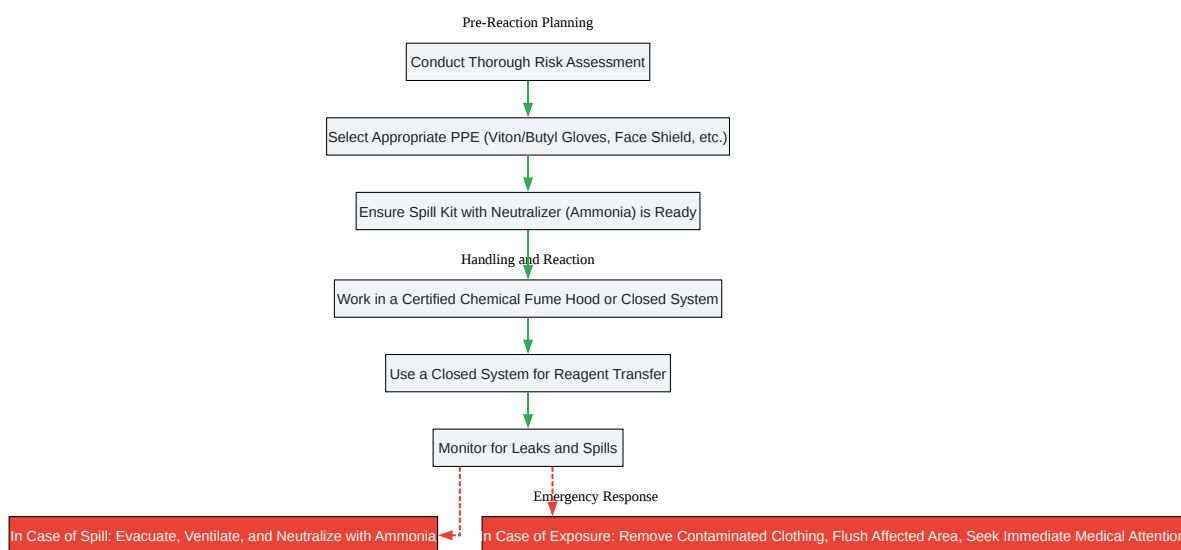 Pre-Reaction Planning
Conduct Thorough Risk Assessment
Select Appropriate PPE (Viton/Butyl Gloves, Face Shield, etc.)
Ensure Spill Kit with Neutralizer (Ammonia) is Ready
Handling and Reaction
Work in a Certified Chemical Fume Hood or Closed System
Use a Closed System for Reagent Transfer
Monitor for Leaks and Spills
Emergency Response
In Case of Spill: Evacuate, Ventilate, and Neutralize with Ammonia
In Case of Exposure: Remove Contaminated Clothing, Flush Affected Area, Seek Immediate Medical Attention